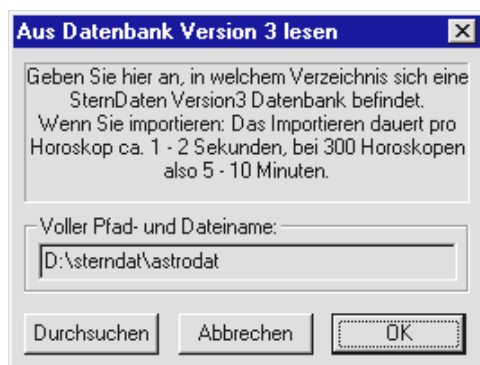 Aus Datenbank Version 3 lesen
Geben Sie hier an, in welchem Verzeichnis sich eine
SternDaten Version3 Datenbank befindet.
Wenn Sie importieren: Das Importieren dauert pro
Horoskop ca. 1 - 2 Sekunden, bei 300 Horoskopen
also 5 - 10 Minuten.
Voller Pfad- und Dateiname:
D:\sterndat\astrodat
Durchsuchen Abbrechen OK